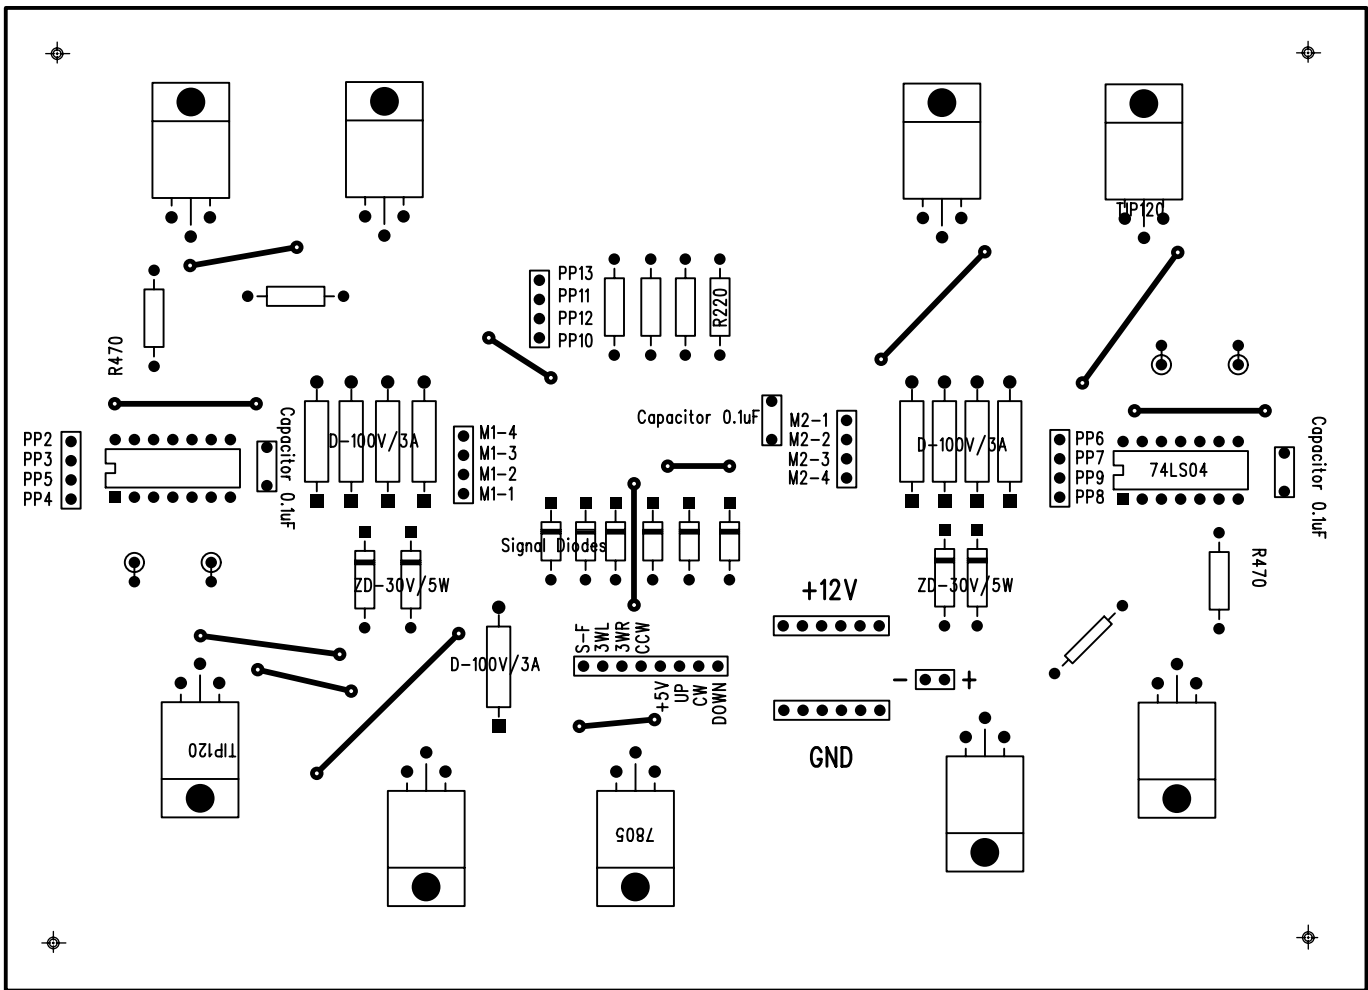 TIP120
PP13
PP11
PP12
PP10
R220
R470
Capacitor 0.1uF
D-100V/3A
M1-4
M1-3
M1-2
M1-1
PP2
PP3
PP5
PP4
Capacitor 0.1uF
M2-1
M2-2
M2-3
M2-4
D-100V/3A
PP6
PP7
PP9
PP8
74LS04
Capacitor 0.1uF
Signal Diodes
ZD-30V/5W
ZD-30V/5W
R470
+12V
D-100V/3A
S-F
3WL
3WR
CCW
+5V
UP
CW
DOWN
- +
GND
TIP120
7805